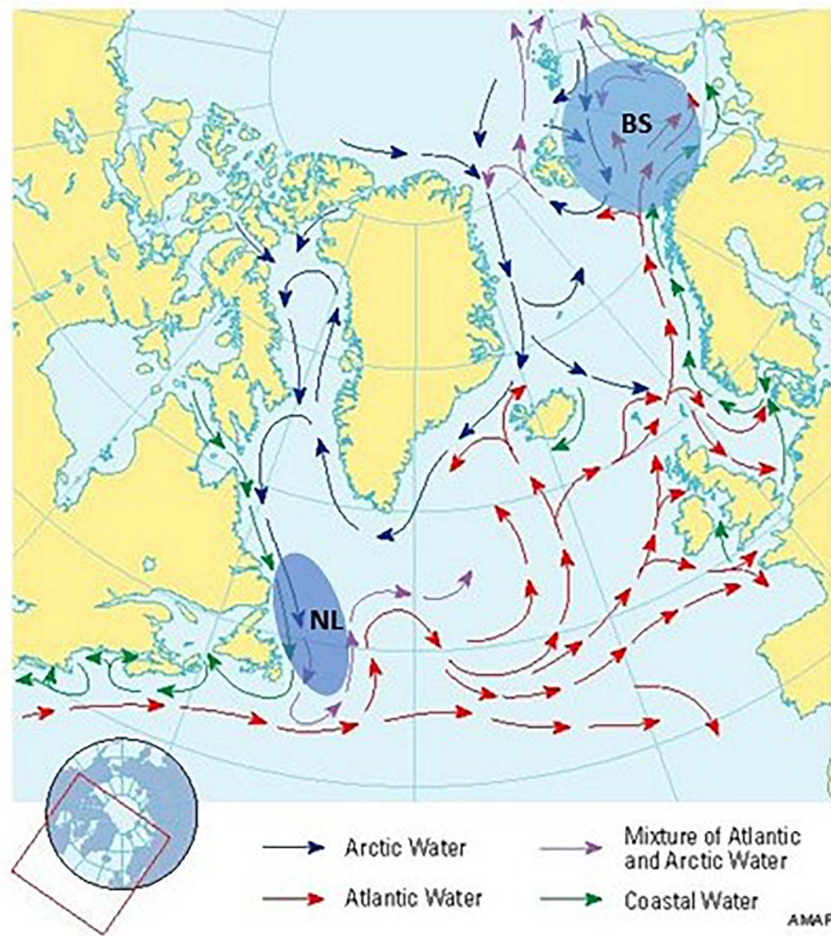 BS
NL
Arctic Water
Mixture of Atlantic
and Arctic Water
Atlantic Water
Coastal Water
AMAP